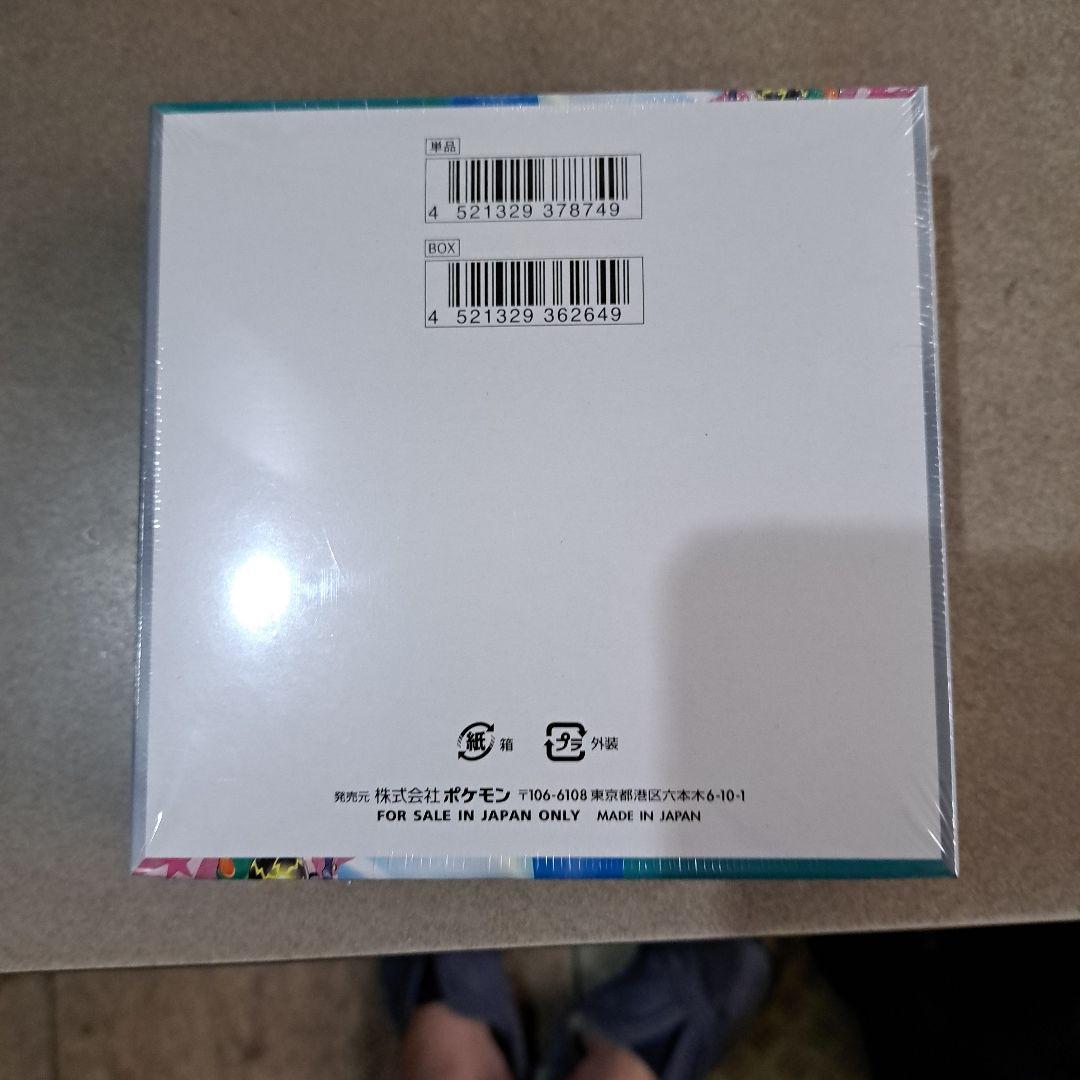 単品
4 521329 378749
BOX
4 521329 362649
紙 箱 プラ 外装
発売元 株式会社ポケモン 〒106-6108 東京都港区六本木6-10-1
FOR SALE IN JAPAN ONLY MADE IN JAPAN